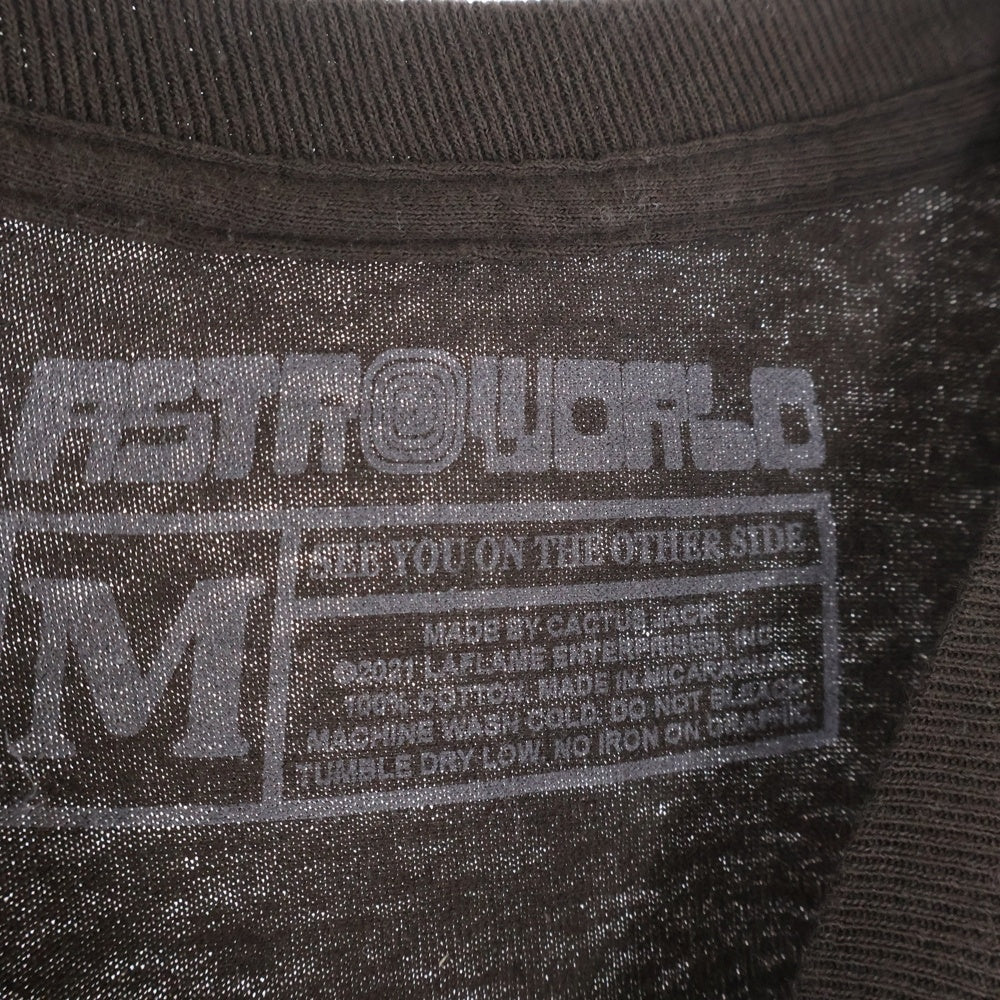 ASTROWORLD
M
SEE YOU ON THE OTHER SIDE
MADE BY CACTUS JACK
©2021 LAFLAME ENTERPRISES, INC
100% COTTON. MADE IN NICARAGUA
MACHINE WASH COLD. DO NOT BLEACH.
TUMBLE DRY LOW. NO IRON ON GRAPHIC